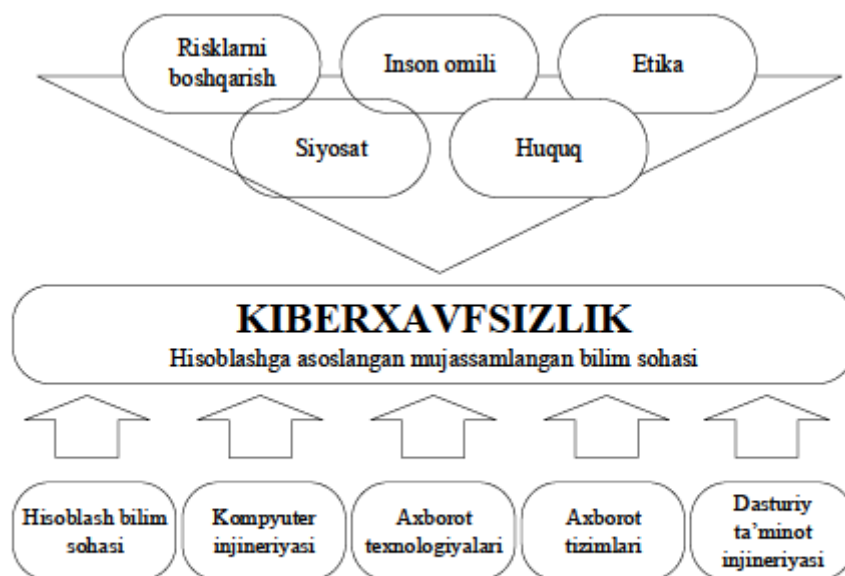 Risklarni
boshqarish
Inson omili
Etika
Siyosat
Huquq
KIBERXAVFSIZLIK
Hisoblashga asoslangan mujassamlangan bilim sohasi
Hisoblash bilim
sohasi
Kompyuter
injineriyasi
Axborot
texnologiyalari
Axborot
tizimlari
Dasturiy
ta’minot
injineriyasi